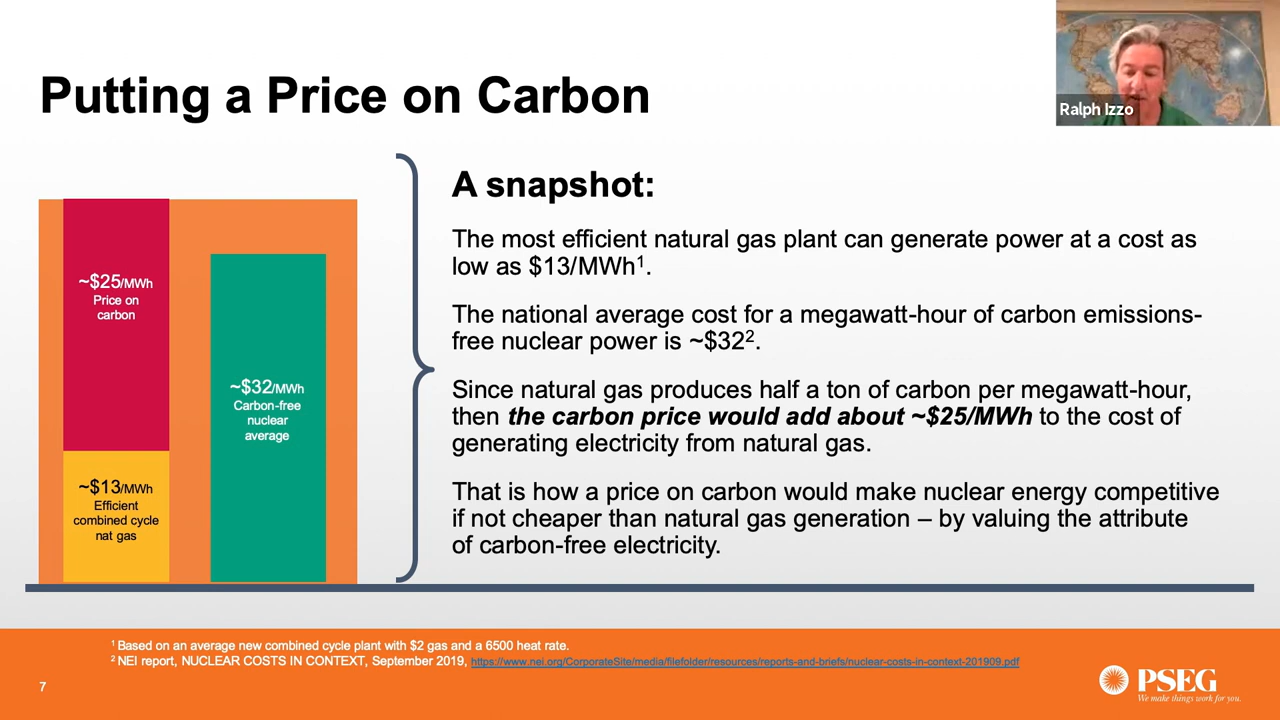 Putting a Price on Carbon
Ralph Izzo
~$25/MWh
Price on
carbon
~$13/MWh
Efficient
combined cycle
nat gas
~$32/MWh
Carbon-free
nuclear
average
A snapshot:
The most efficient natural gas plant can generate power at a cost as
low as $13/MWh¹.
The national average cost for a megawatt-hour of carbon emissions-
free nuclear power is ~$32².
Since natural gas produces half a ton of carbon per megawatt-hour,
then the carbon price would add about ~$25/MWh to the cost of
generating electricity from natural gas.
That is how a price on carbon would make nuclear energy competitive
if not cheaper than natural gas generation – by valuing the attribute
of carbon-free electricity.
¹ Based on an average new combined cycle plant with $2 gas and a 6500 heat rate.
² NEI report, NUCLEAR COSTS IN CONTEXT, September 2019, https://www.nei.org/CorporateSite/media/filefolder/resources/reports-and-briefs/nuclear-costs-in-context-201909.pdf
7
PSEG
We make things work for you.